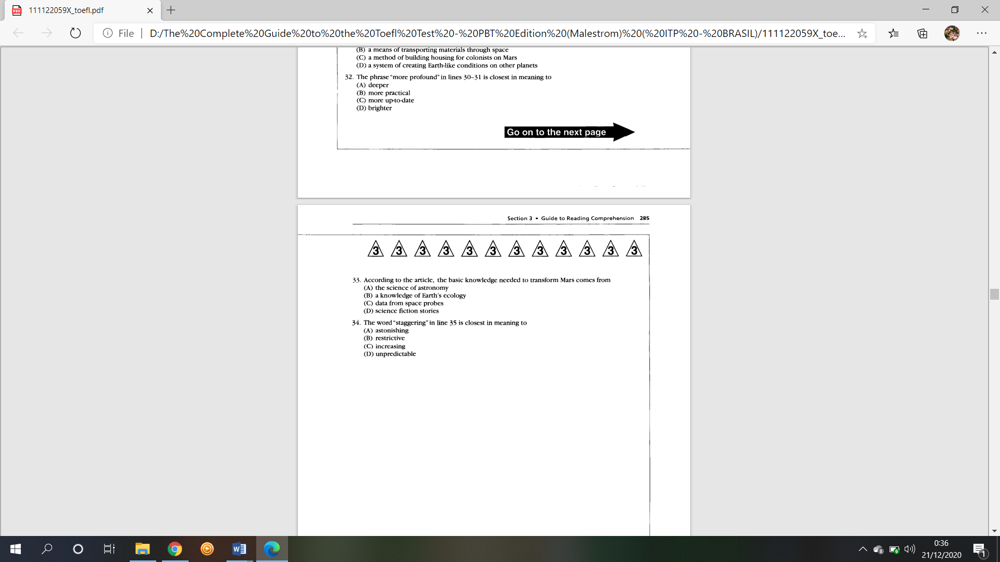 111122059X_toefl.pdf
File
D:/The%20Complete%20Guide%20to%20the%20Toefl%20Test%20-%20PBT%20Edition%20(Malestrom)%20(%20ITP%20-%20BRASIL)/111122059X_toe...
(B) a means of transporting materials through space
(C) a method of building housing for colonists on Mars
(D) a system of creating Earth-like conditions on other planets
32. The phrase "more profound" in lines 30–31 is closest in meaning to
(A) deeper
(B) more practical
(C) more up-to-date
(D) brighter
Go on to the next page
Section 3 • Guide to Reading Comprehension 285
3 3 3 3 3 3 3 3 3 3 3 3
33. According to the article, the basic knowledge needed to transform Mars comes from
(A) the science of astronomy
(B) a knowledge of Earth's ecology
(C) data from space probes
(D) science fiction stories
34. The word "staggering" in line 35 is closest in meaning to
(A) astonishing
(B) restrictive
(C) increasing
(D) unpredictable
0:36
21/12/2020
1